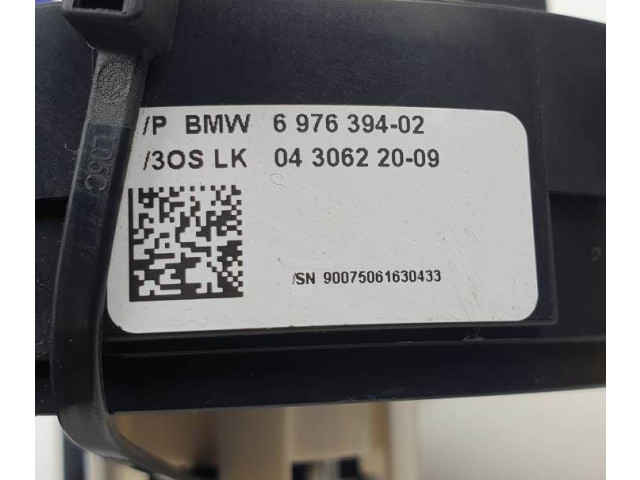 /P BMW 6 976 394-02
/3OS LK 04 3062 20-09
/SN 90075061630433